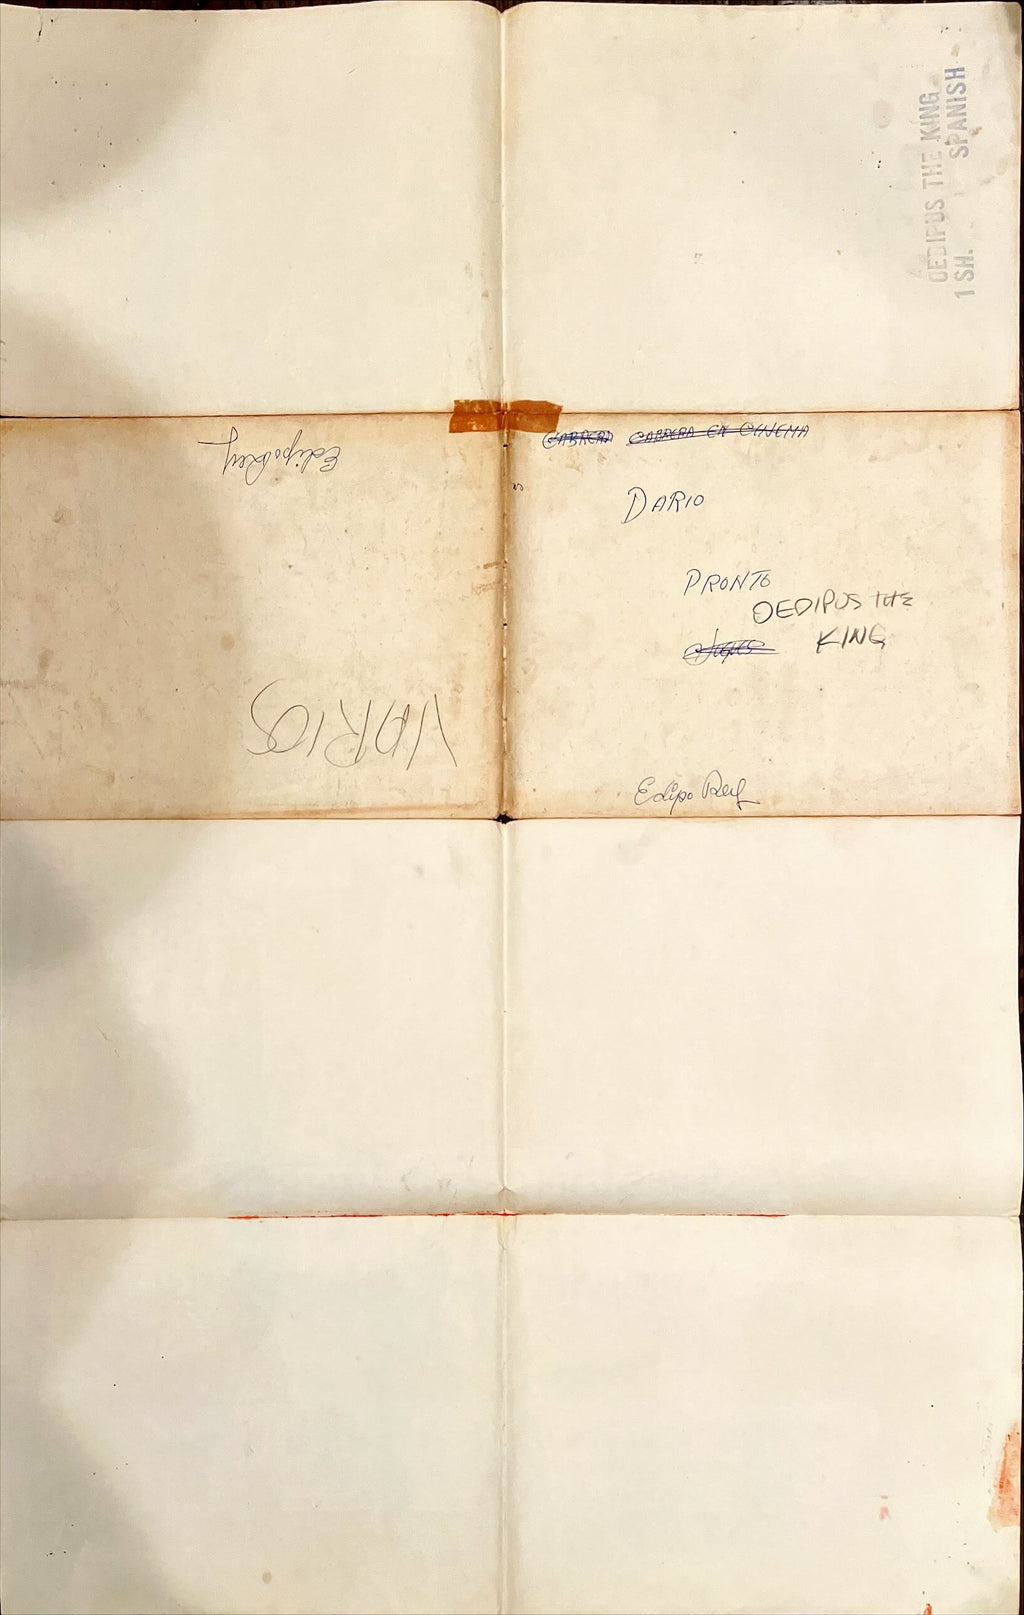 OEDIPUS THE KING
1 SH. SPANISH
CABRERA CABRERA EN CINEMA
Edipo Rey
DARIO
PRONTO
OEDIPUS THE
KING
VARIOS
Edipo Rey